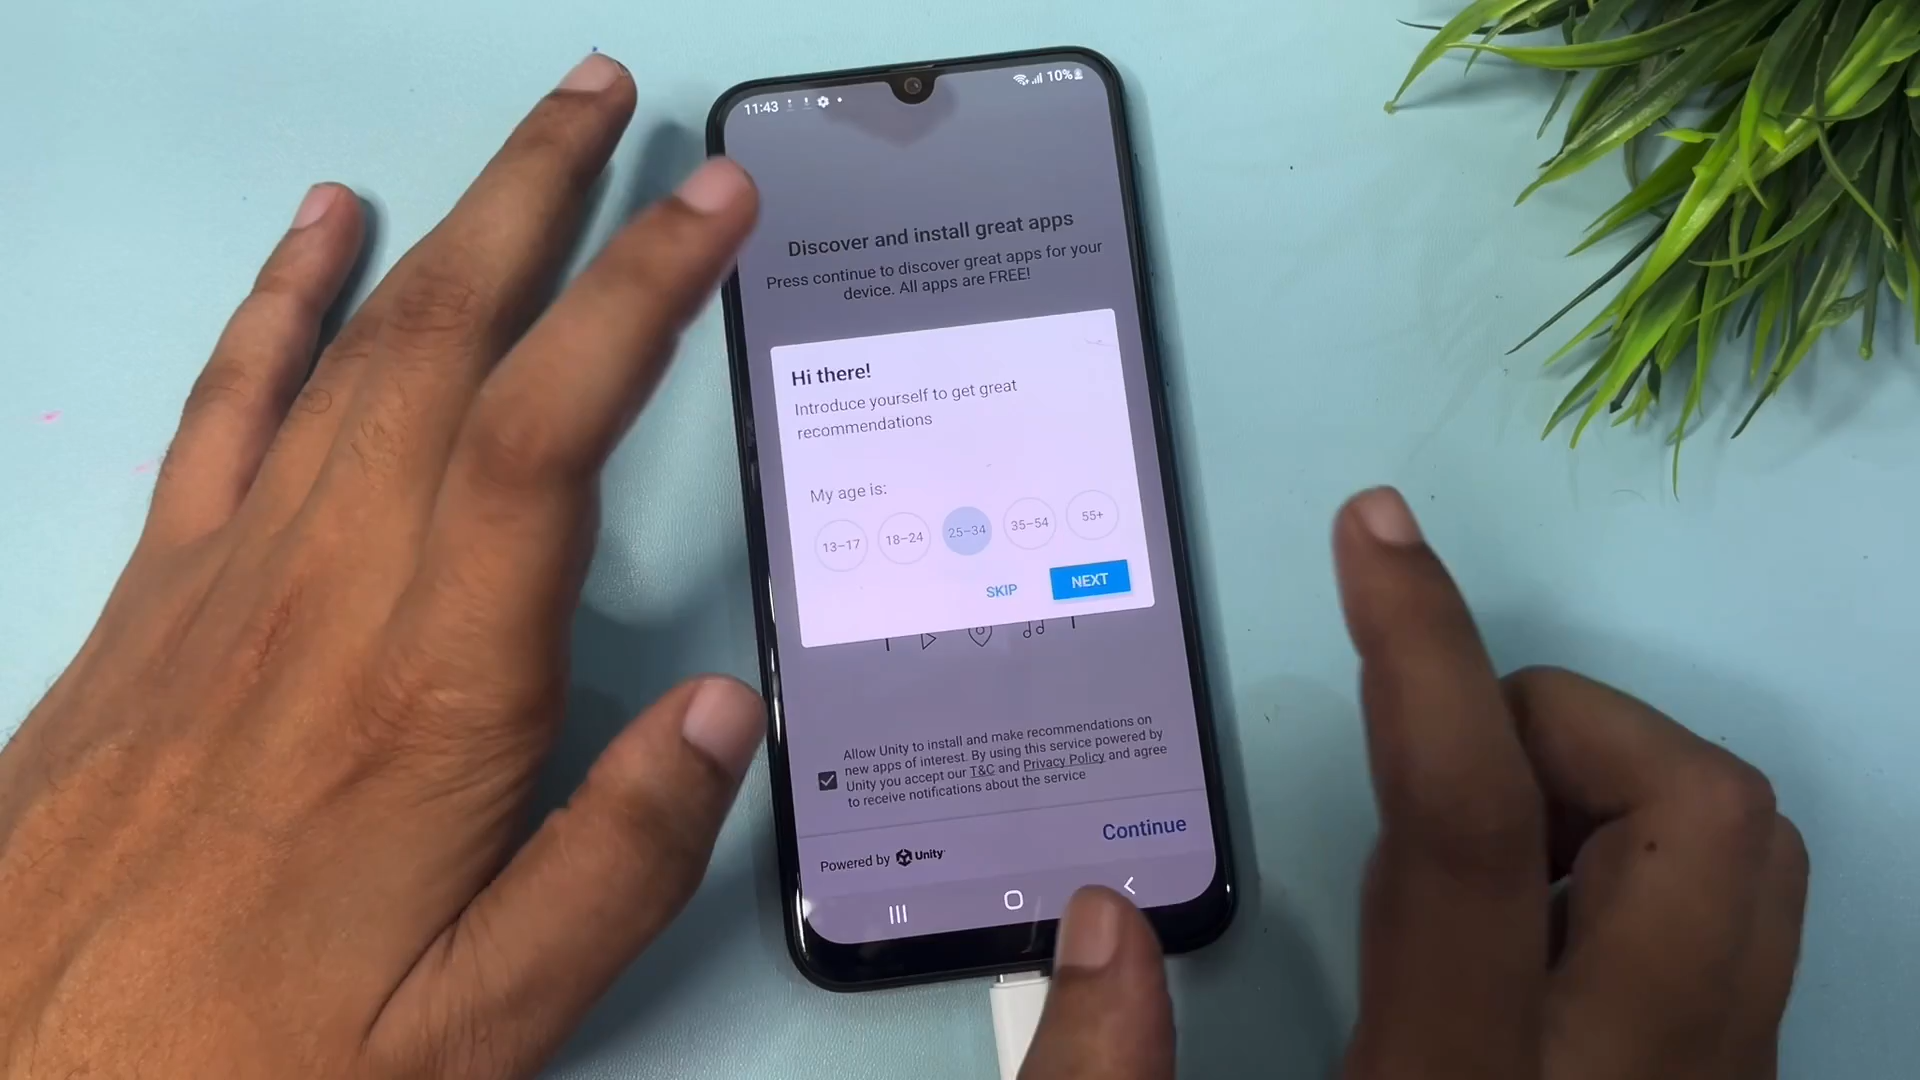 11:43
10%
Discover and install great apps
Press continue to discover great apps for your
device. All apps are FREE!
Hi there!
Introduce yourself to get great
recommendations
My age is:
13–17 18–24 25–34 35–54 55+
SKIP NEXT
Allow Unity to install and make recommendations on
new apps of interest. By using this service powered by
Unity you accept our T&C and Privacy Policy and agree
to receive notifications about the service
Continue
Powered by Unity